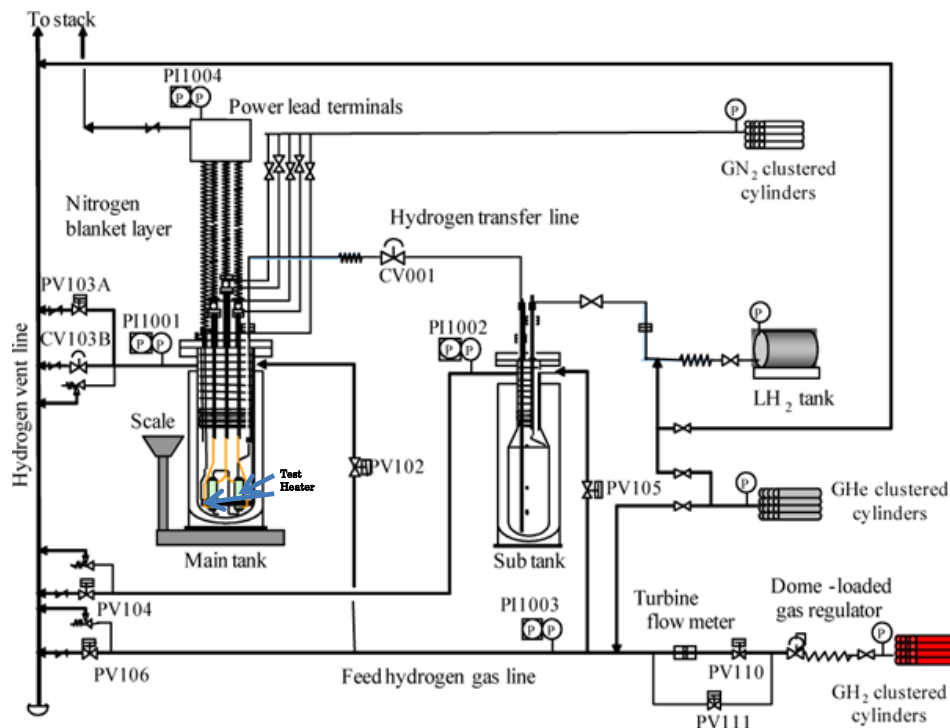 To stack
PI1004
P P
Power lead terminals
P
GN2 clustered
cylinders
Nitrogen
blanket layer
Hydrogen transfer line
CV001
PV103A
PI1001
P P
CV103B
PI1002
P P
P
LH2 tank
Hydrogen vent line
Scale
Test
Heater
PV102
PV105
P
GHe clustered
cylinders
Main tank
Sub tank
PV104
PI1003
P P
Turbine
flow meter
Dome-loaded
gas regulator
P
PV106
Feed hydrogen gas line
PV110
PV111
GH2 clustered
cylinders